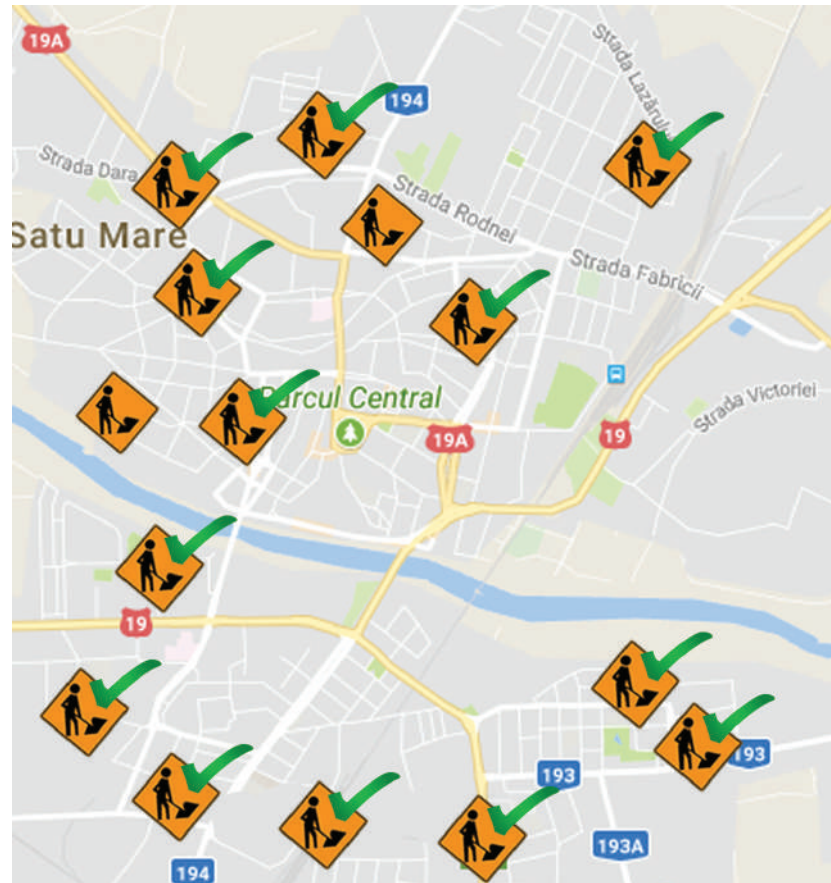 19A
194
Strada Lazărului
Strada Dara
Strada Rodnei
Satu Mare
Strada Fabricii
Parcul Central
Strada Victoriei
19A
19
19
193
193
194
193A